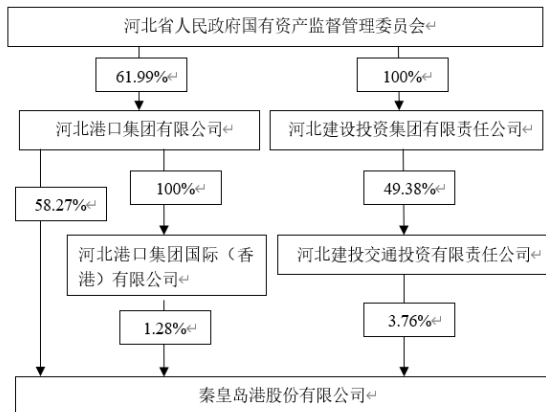 河北省人民政府国有资产监督管理委员会↵
61.99%↵
100%↵
河北港口集团有限公司↵
河北建设投资集团有限责任公司↵
58.27%↵
100%↵
49.38%↵
河北港口集团国际（香
港）有限公司↵
河北建投交通投资有限责任公司↵
1.28%↵
3.76%↵
秦皇岛港股份有限公司↵